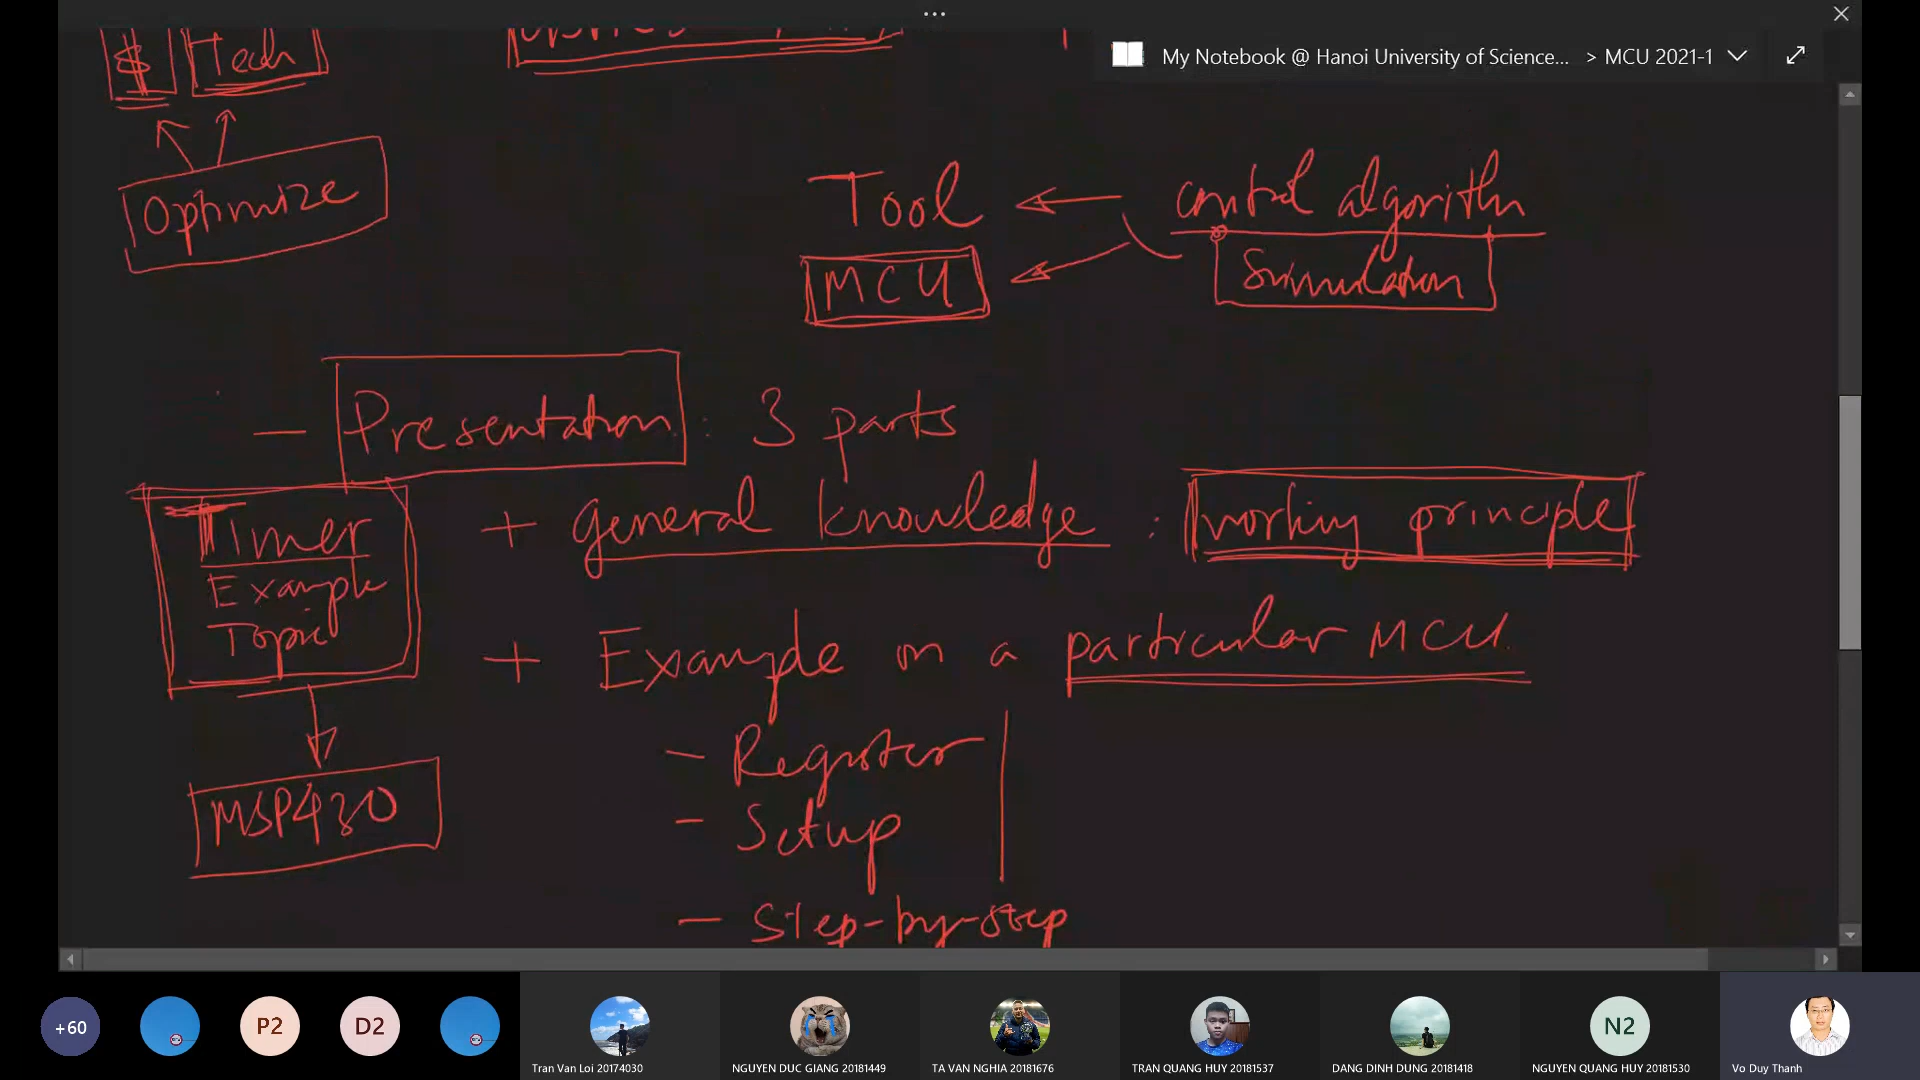 ...
My Notebook @ Hanoi University of Science... > MCU 2021-1
$ Tech
Optimize
Tool
control algorithm
MCU
Simulation
- Presentation : 3 parts
Timer
Example
Topic
+ general knowledge : working principle
+ Example on a particular MCU.
- Register
- Setup
- Step-by-step
MSP430
+60
P2
D2
N2
Tran Van Loi 20174030
NGUYEN DUC GIANG 20181449
TA VAN NGHIA 20181676
TRAN QUANG HUY 20181537
DANG DINH DUNG 20181418
NGUYEN QUANG HUY 20181530
Vo Duy Thanh